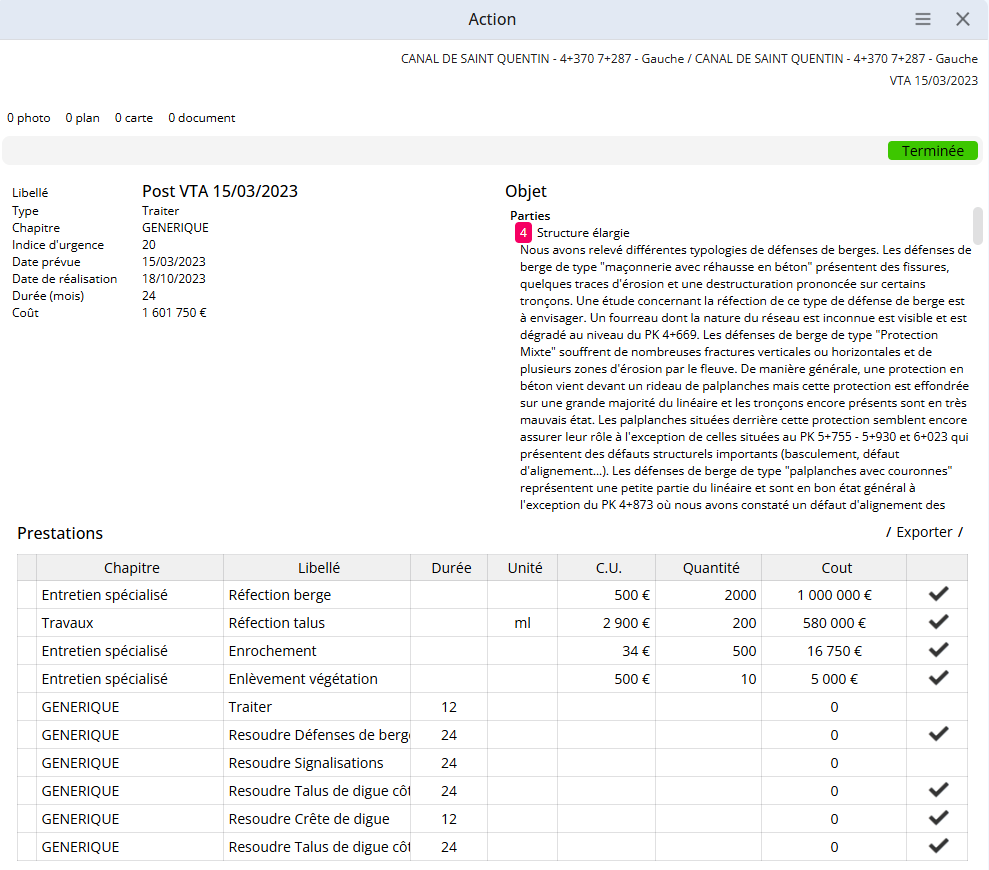 Action
CANAL DE SAINT QUENTIN - 4+370 7+287 - Gauche / CANAL DE SAINT QUENTIN - 4+370 7+287 - Gauche
VTA 15/03/2023
0 photo 0 plan 0 carte 0 document
Terminée
Libellé Post VTA 15/03/2023
Type Traiter
Chapitre GENERIQUE
Indice d'urgence 20
Date prévue 15/03/2023
Date de réalisation 18/10/2023
Durée (mois) 24
Coût 1 601 750 €
Objet
Parties
4 Structure élargie
Nous avons relevé différentes typologies de défenses de berges. Les défenses de
berge de type "maçonnerie avec réhausse en béton" présentent des fissures,
quelques traces d'érosion et une destructuration prononcée sur certains
tronçons. Une étude concernant la réfection de ce type de défense de berge est
à envisager. Un fourreau dont la nature du réseau est inconnue est visible et est
dégradé au niveau du PK 4+669. Les défenses de berge de type "Protection
Mixte" souffrent de nombreuses fractures verticales ou horizontales et de
plusieurs zones d'érosion par le fleuve. De manière générale, une protection en
béton vient devant un rideau de palplanches mais cette protection est effondrée
sur une grande majorité du linéaire et les tronçons encore présents sont en très
mauvais état. Les palplanches situées derrière cette protection semblent encore
assurer leur rôle à l'exception de celles situées au PK 5+755 - 5+930 et 6+023 qui
présentent des défauts structurels importants (basculement, défaut
d'alignement...). Les défenses de berge de type "palplanches avec couronnes"
représentent une petite partie du linéaire et sont en bon état général à
l'exception du PK 4+873 où nous avons constaté un défaut d'alignement des
Prestations / Exporter /
Chapitre Libellé Durée Unité C.U. Quantité Cout
Entretien spécialisé Réfection berge 500 € 2000 1 000 000 €
Travaux Réfection talus ml 2 900 € 200 580 000 €
Entretien spécialisé Enrochement 34 € 500 16 750 €
Entretien spécialisé Enlèvement végétation 500 € 10 5 000 €
GENERIQUE Traiter 12 0
GENERIQUE Resoudre Défenses de berg 24 0
GENERIQUE Resoudre Signalisations 24 0
GENERIQUE Resoudre Talus de digue côt 24 0
GENERIQUE Resoudre Crête de digue 12 0
GENERIQUE Resoudre Talus de digue côt 24 0